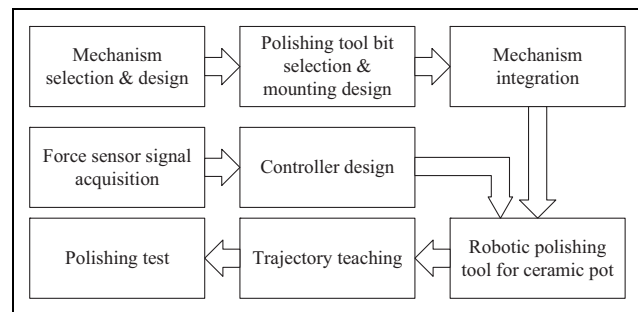 Mechanism
selection & design
Polishing tool bit
selection &
mounting design
Mechanism
integration
Force sensor signal
acquisition
Controller design
Polishing test
Trajectory teaching
Robotic polishing
tool for ceramic pot